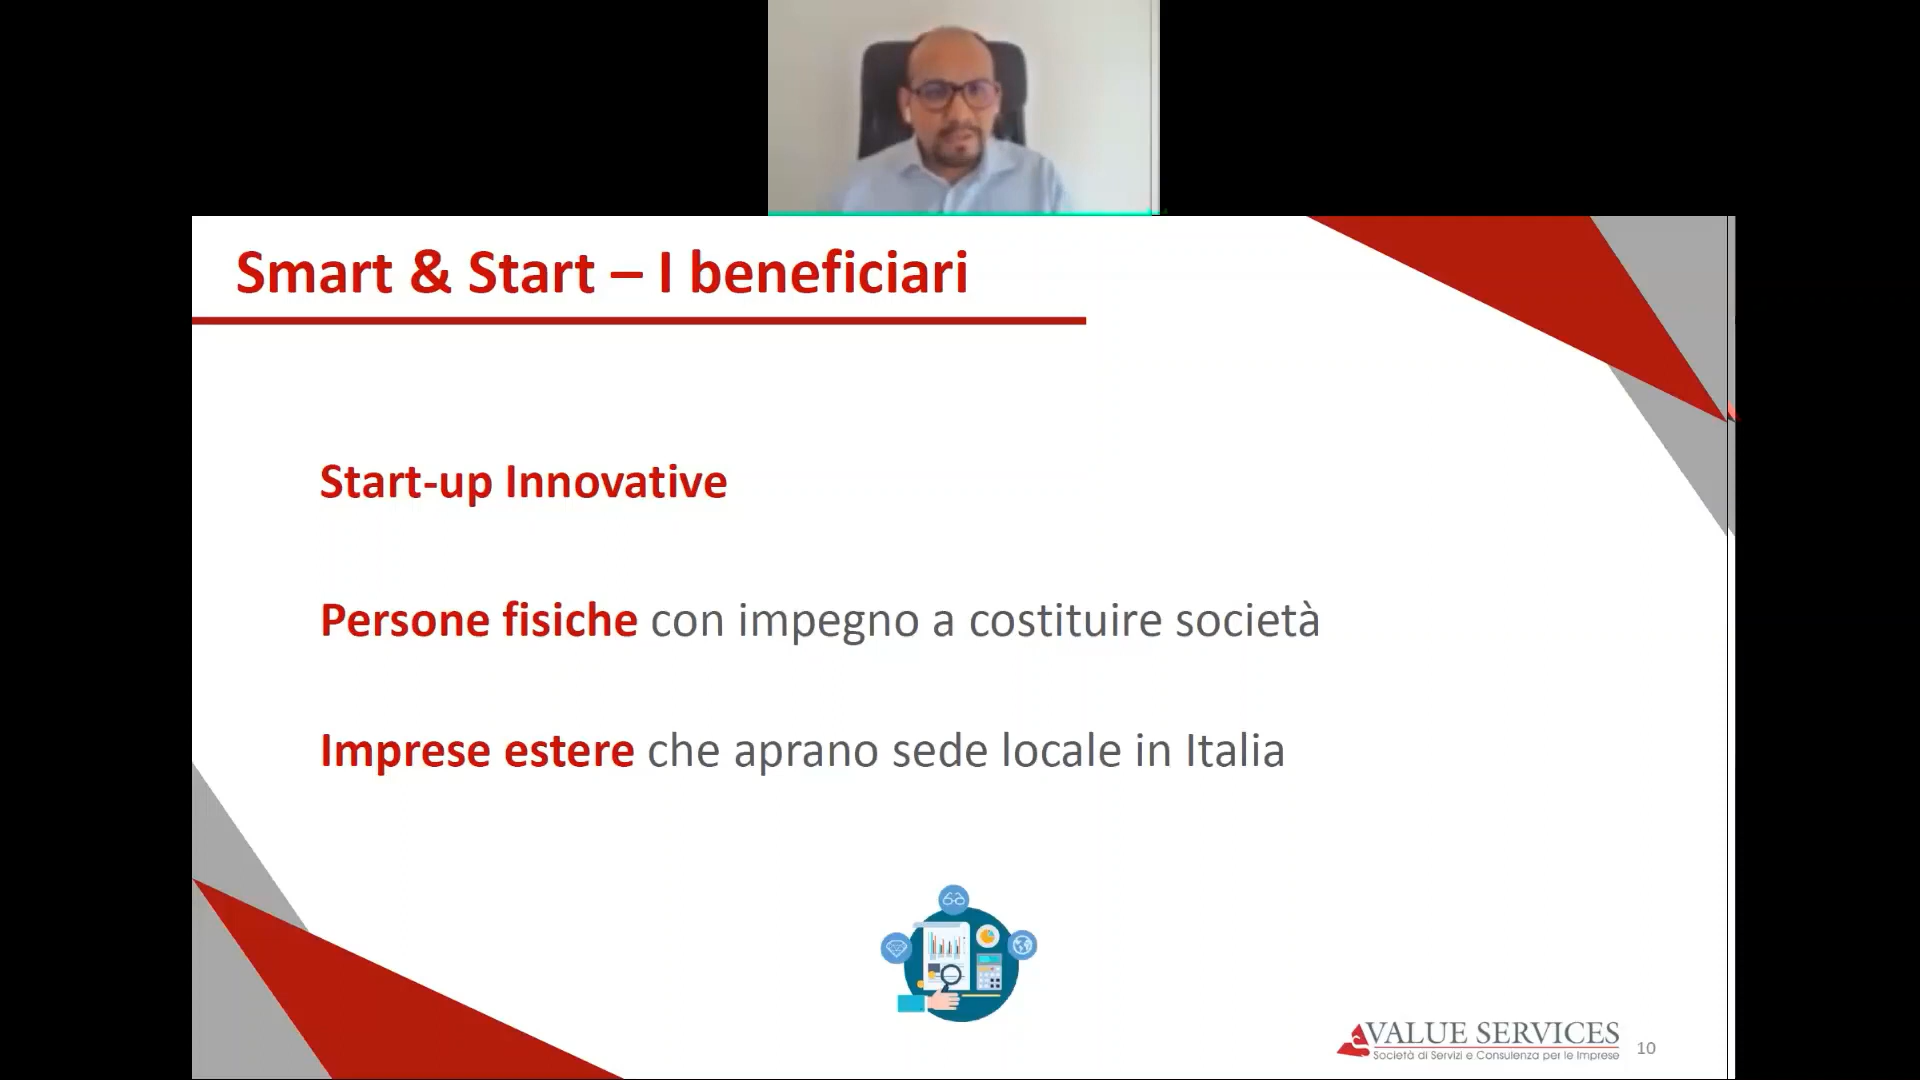 Smart & Start – I beneficiari
Start-up Innovative
Persone fisiche con impegno a costituire società
Imprese estere che aprano sede locale in Italia
VALUE SERVICES
Società di Servizi e Consulenza per le Imprese
10